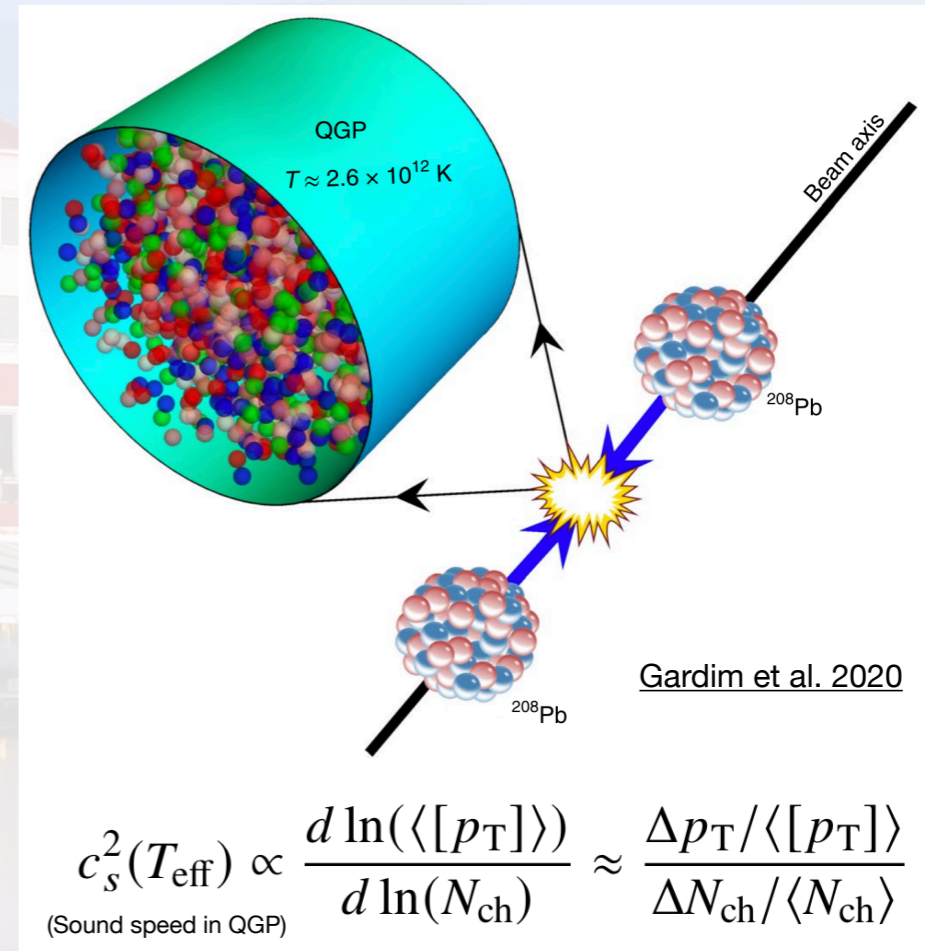 QGP
T ≈ 2.6 × 10¹² K
Beam axis
²⁰⁸Pb
²⁰⁸Pb
Gardim et al. 2020
c_s²(T_eff) ∝ d ln(⟨[p_T]⟩) / d ln(N_ch) ≈ Δp_T/⟨[p_T]⟩ / ΔN_ch/⟨N_ch⟩
(Sound speed in QGP)